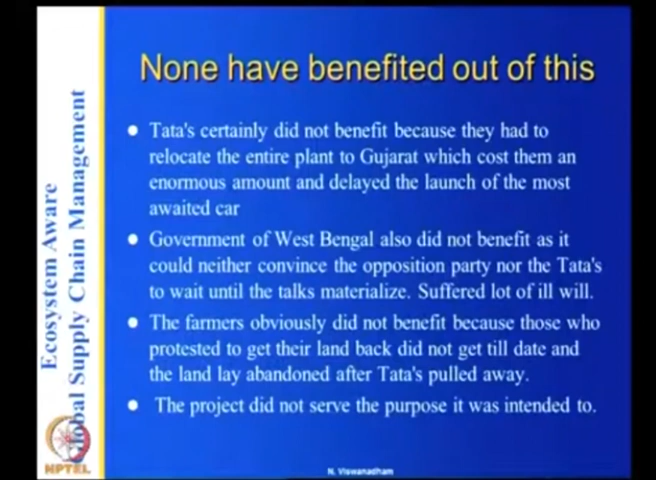 None have benefited out of this
Tata's certainly did not benefit because they had to
relocate the entire plant to Gujarat which cost them an
enormous amount and delayed the launch of the most
awaited car
Government of West Bengal also did not benefit as it
could neither convince the opposition party nor the Tata's
to wait until the talks materialize. Suffered lot of ill will.
The farmers obviously did not benefit because those who
protested to get their land back did not get till date and
the land lay abandoned after Tata's pulled away.
The project did not serve the purpose it was intended to.
Ecosystem Aware
Global Supply Chain Management
NPTEL
N. Viswanadham